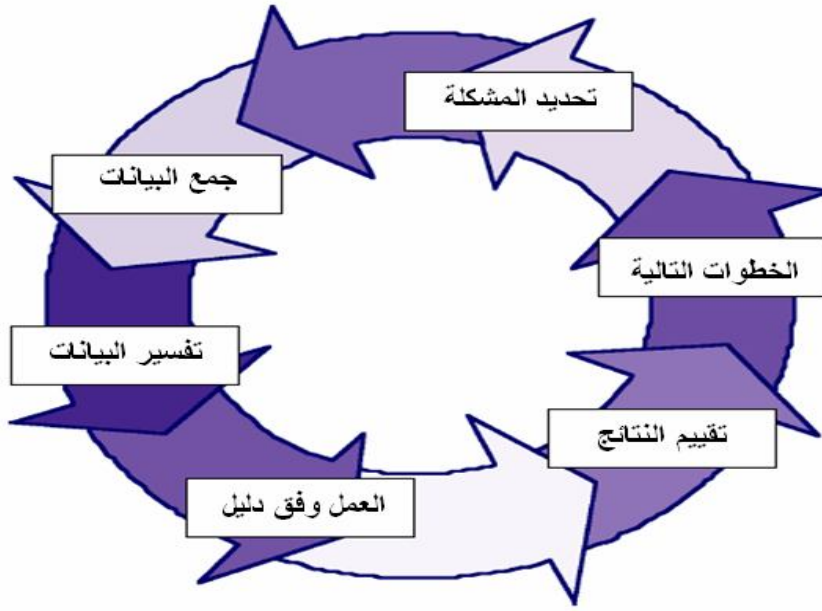 تحديد المشكلة
جمع البيانات
تفسير البيانات
العمل وفق دليل
تقييم النتائج
الخطوات التالية